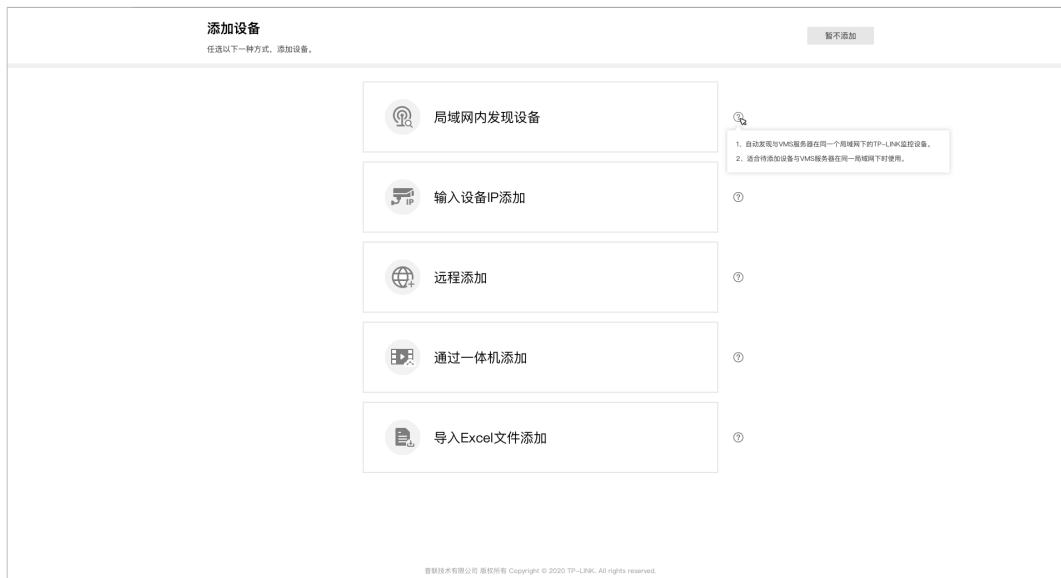 添加设备
任选以下一种方式，添加设备。
暂不添加
局域网内发现设备
1、自动发现与VMS服务器在同一个局域网下的TP-LINK监控设备。
2、适合待添加设备与VMS服务器在同一局域网下时使用。
IP
输入设备IP添加
远程添加
通过一体机添加
导入Excel文件添加
普联技术有限公司 版权所有 Copyright © 2020 TP-LINK. All rights reserved.